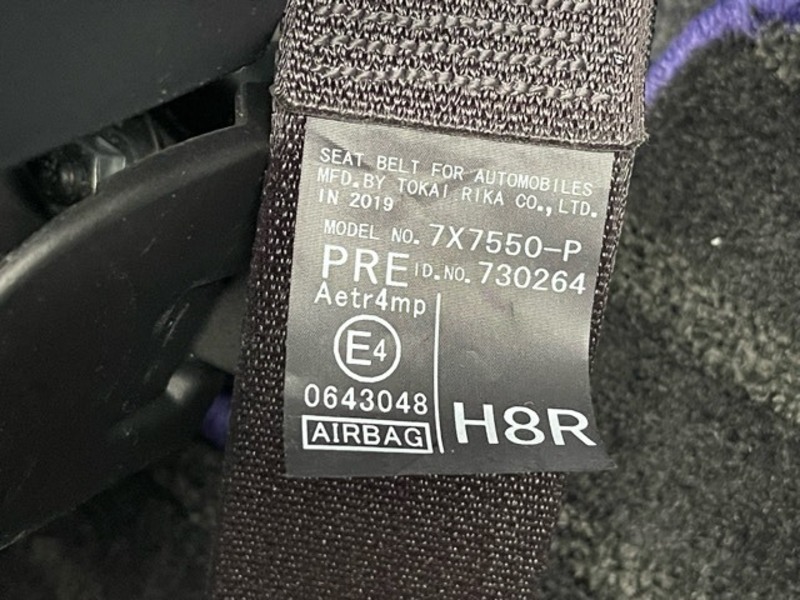 SEAT BELT FOR AUTOMOBILES
MFD.BY TOKAI RIKA CO.,LTD.
IN 2019
MODEL NO. 7X7550-P
PRE ID.NO. 730264
Aetr4mp
E4
0643048
AIRBAG
H8R